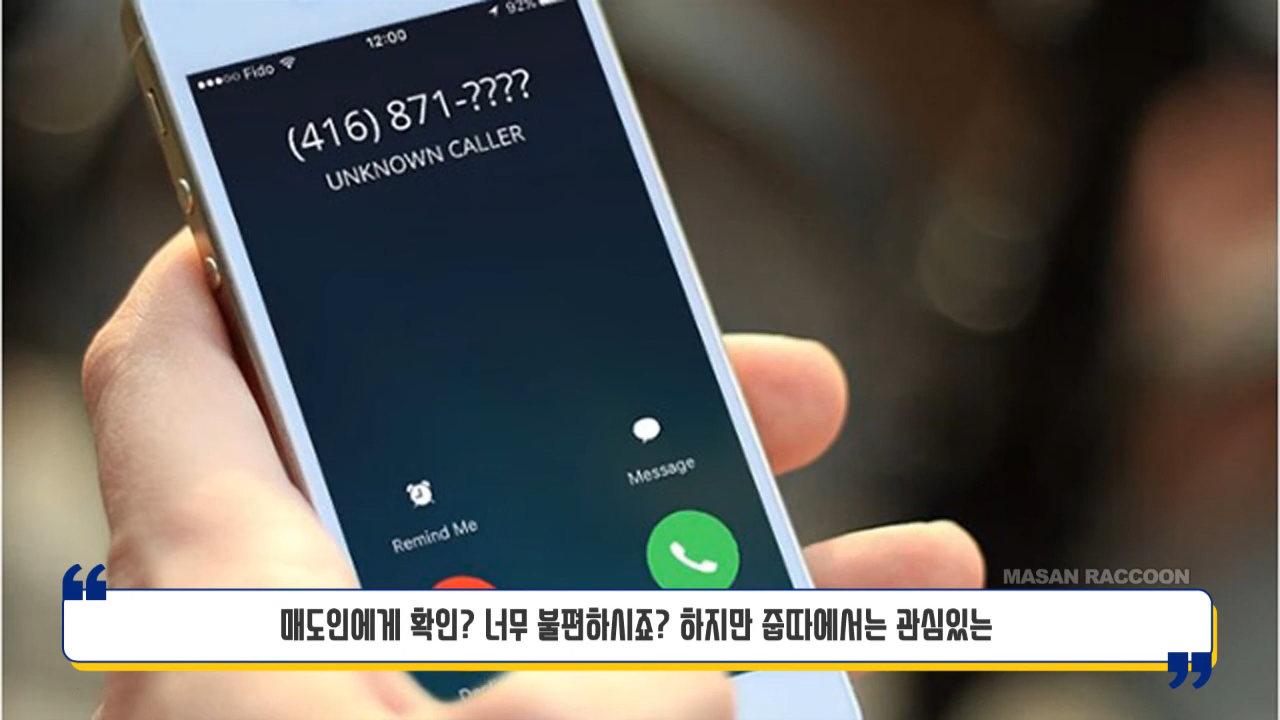 92%
12:00
Fido
(416) 871-????
UNKNOWN CALLER
Message
Remind Me
MASAN RACCOON
매도인에게 확인? 너무 불편하시죠? 하지만 줍따에서는 관심있는